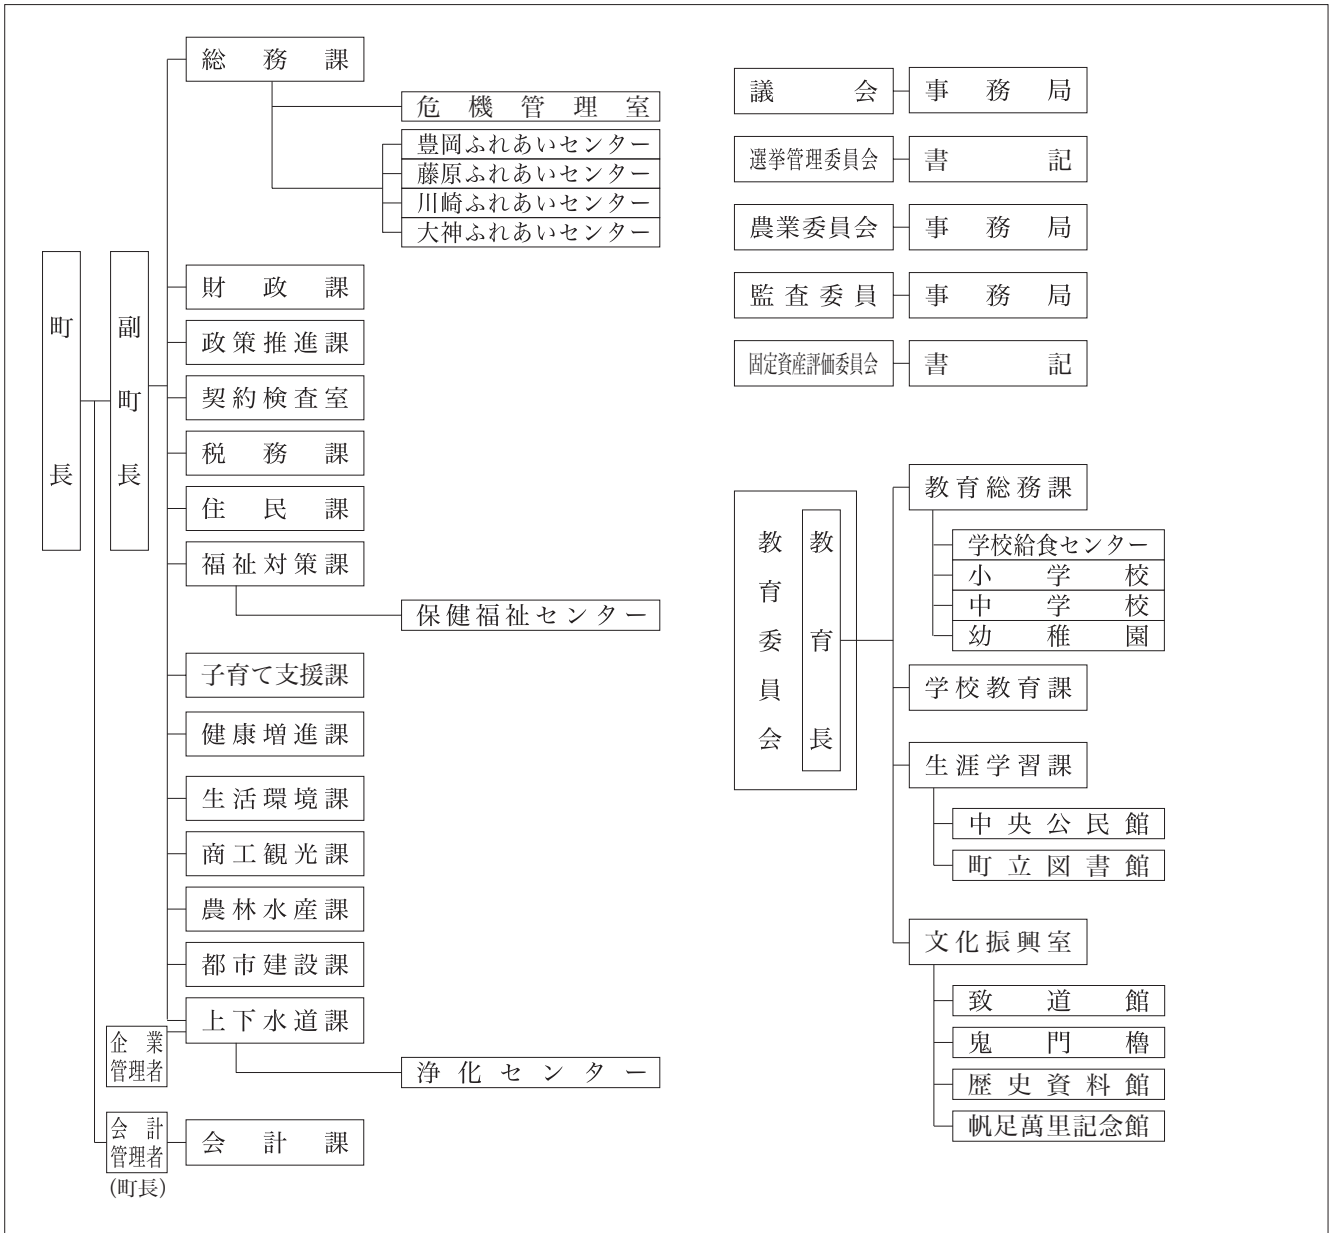 町長
副町長
総務課
危機管理室
豊岡ふれあいセンター
藤原ふれあいセンター
川崎ふれあいセンター
大神ふれあいセンター
財政課
政策推進課
契約検査室
税務課
住民課
福祉対策課
保健福祉センター
子育て支援課
健康増進課
生活環境課
商工観光課
農林水産課
都市建設課
上下水道課
企業
管理者
浄化センター
会計
管理者
(町長)
会計課
議会
事務局
選挙管理委員会
書記
農業委員会
事務局
監査委員
事務局
固定資産評価委員会
書記
教育委員会
教育長
教育総務課
学校給食センター
小学校
中学校
幼稚園
学校教育課
生涯学習課
中央公民館
町立図書館
文化振興室
致道館
鬼門櫓
歴史資料館
帆足萬里記念館